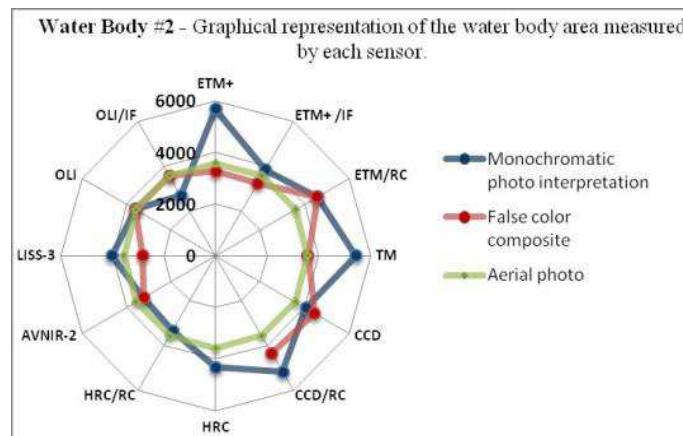 Water Body #2 - Graphical representation of the water body area measured
by each sensor.
ETM+
ETM+ /IF
ETM/RC
TM
CCD
CCD/RC
HRC
HRC/RC
AVNIR-2
LISS-3
OLI
OLI/IF
6000
4000
2000
0
Monochromatic
photo interpretation
False color
composite
Aerial photo